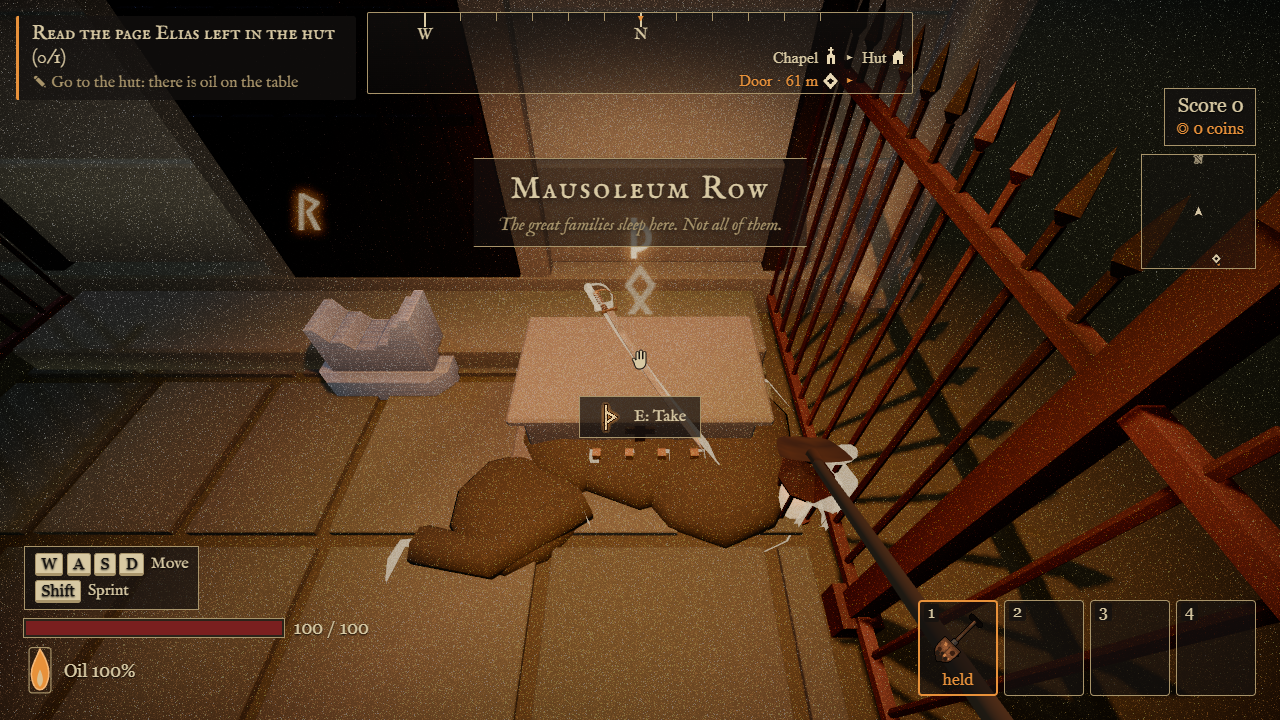 Read the page Elias left in the hut
(0/1)
Go to the hut: there is oil on the table
W N
Chapel Hut
Door · 61 m
Score 0
0 coins
N
Mausoleum Row
The great families sleep here. Not all of them.
ᚱ
ᚹ
ᛟ
ᚦ E: Take
W A S D Move
Shift Sprint
100 / 100
Oil 100%
1 2 3 4
held